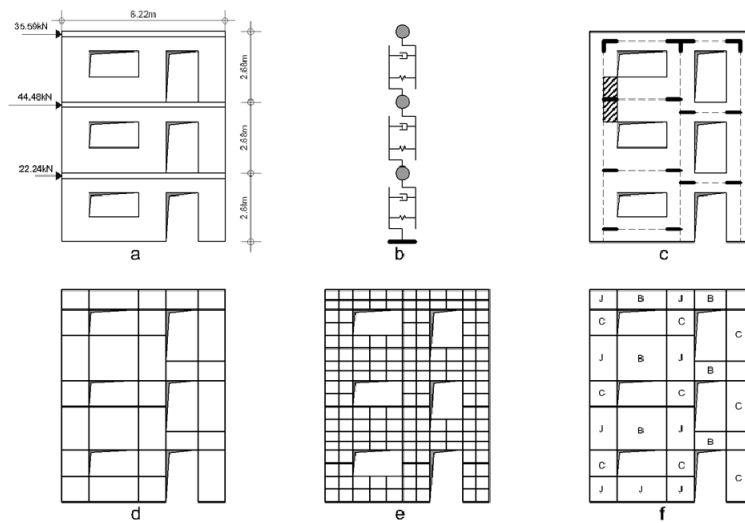 6.22m
35.59kN
2.68m
44.48kN
2.68m
22.24kN
2.68m
a
b
c
J B J B
C C
C
J B J
B
C C
C
J B J
B
C C
C
J J J
d
e
f